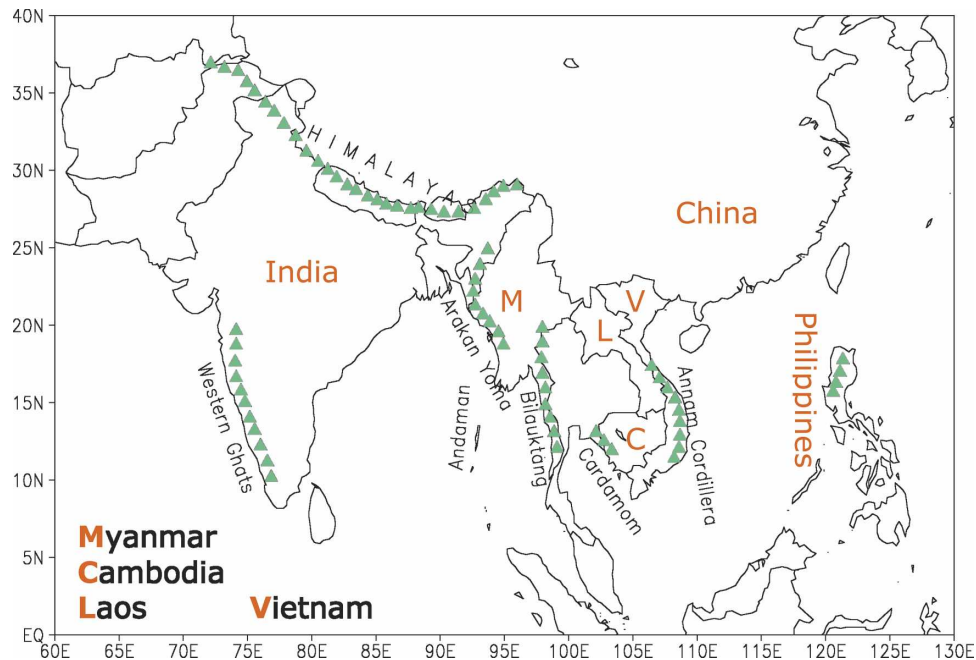 40N
35N
30N
25N
20N
15N
10N
5N
EQ
60E
65E
70E
75E
80E
85E
90E
95E
100E
105E
110E
115E
120E
125E
130E
HIMALAYA
China
India
M
V
L
C
Philippines
Western Ghats
Arakan Yoma
Andaman
Bilauktang
Cardamom
Annam Cordillera
Myanmar
Cambodia
Laos
Vietnam